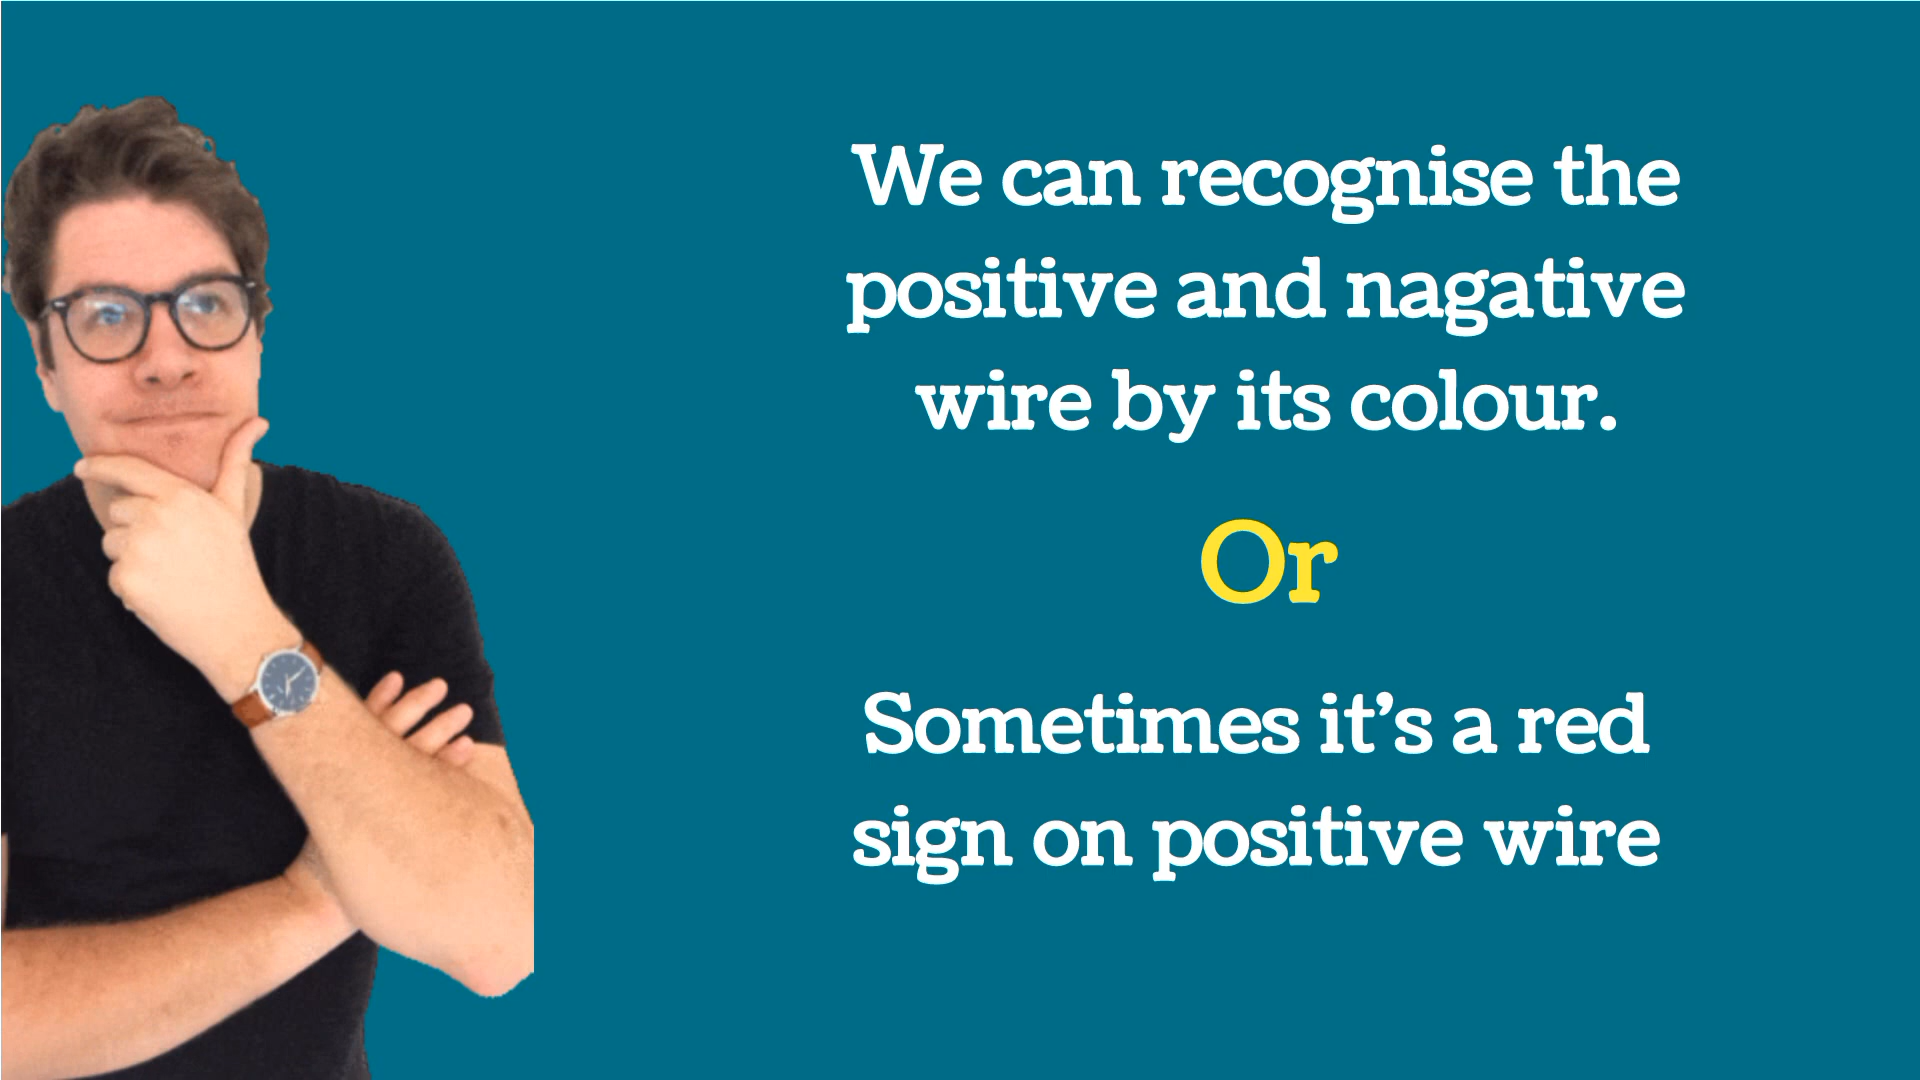 We can recognise the
positive and nagative
wire by its colour.
Or
Sometimes it’s a red
sign on positive wire